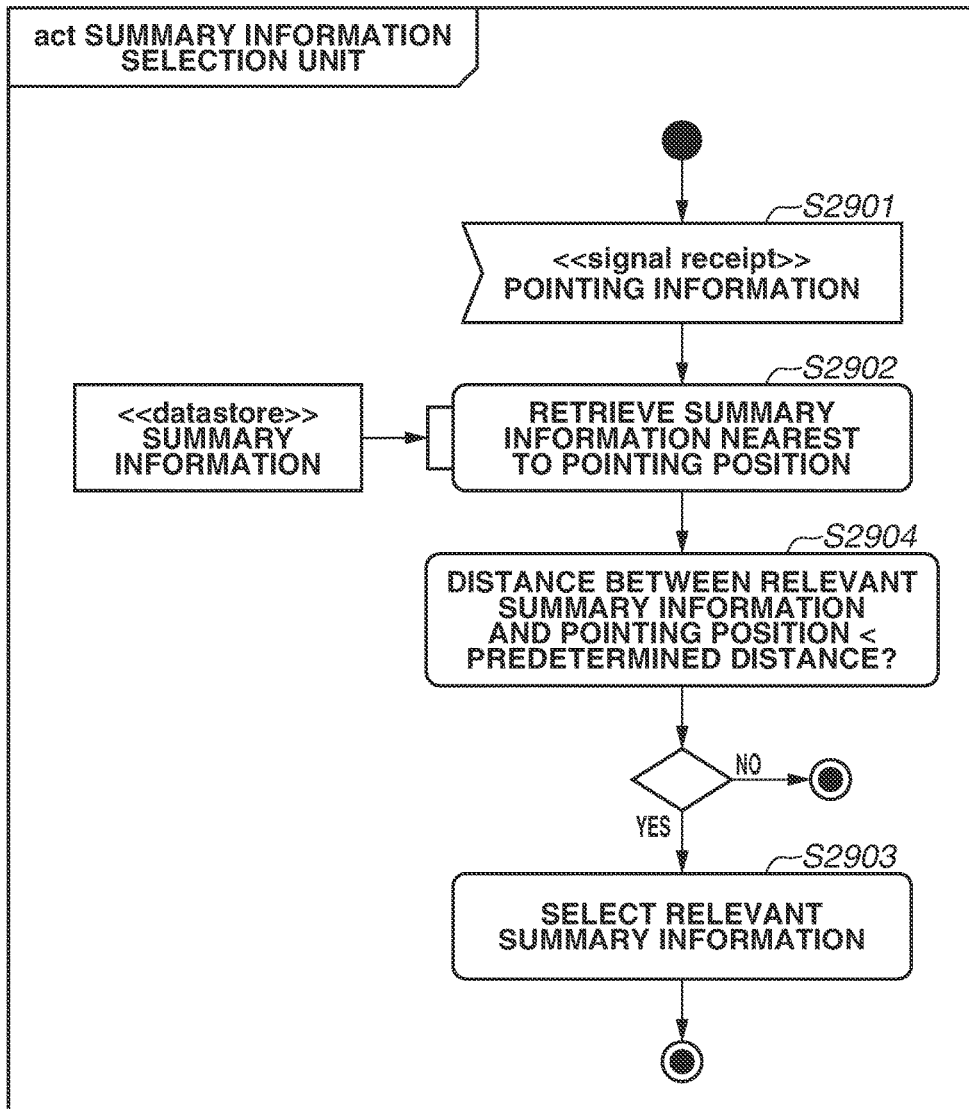 act SUMMARY INFORMATION
SELECTION UNIT
S2901
<<signal receipt>>
POINTING INFORMATION
S2902
<<datastore>>
SUMMARY
INFORMATION
RETRIEVE SUMMARY
INFORMATION NEAREST
TO POINTING POSITION
S2904
DISTANCE BETWEEN RELEVANT
SUMMARY INFORMATION
AND POINTING POSITION <
PREDETERMINED DISTANCE?
NO
YES
S2903
SELECT RELEVANT
SUMMARY INFORMATION